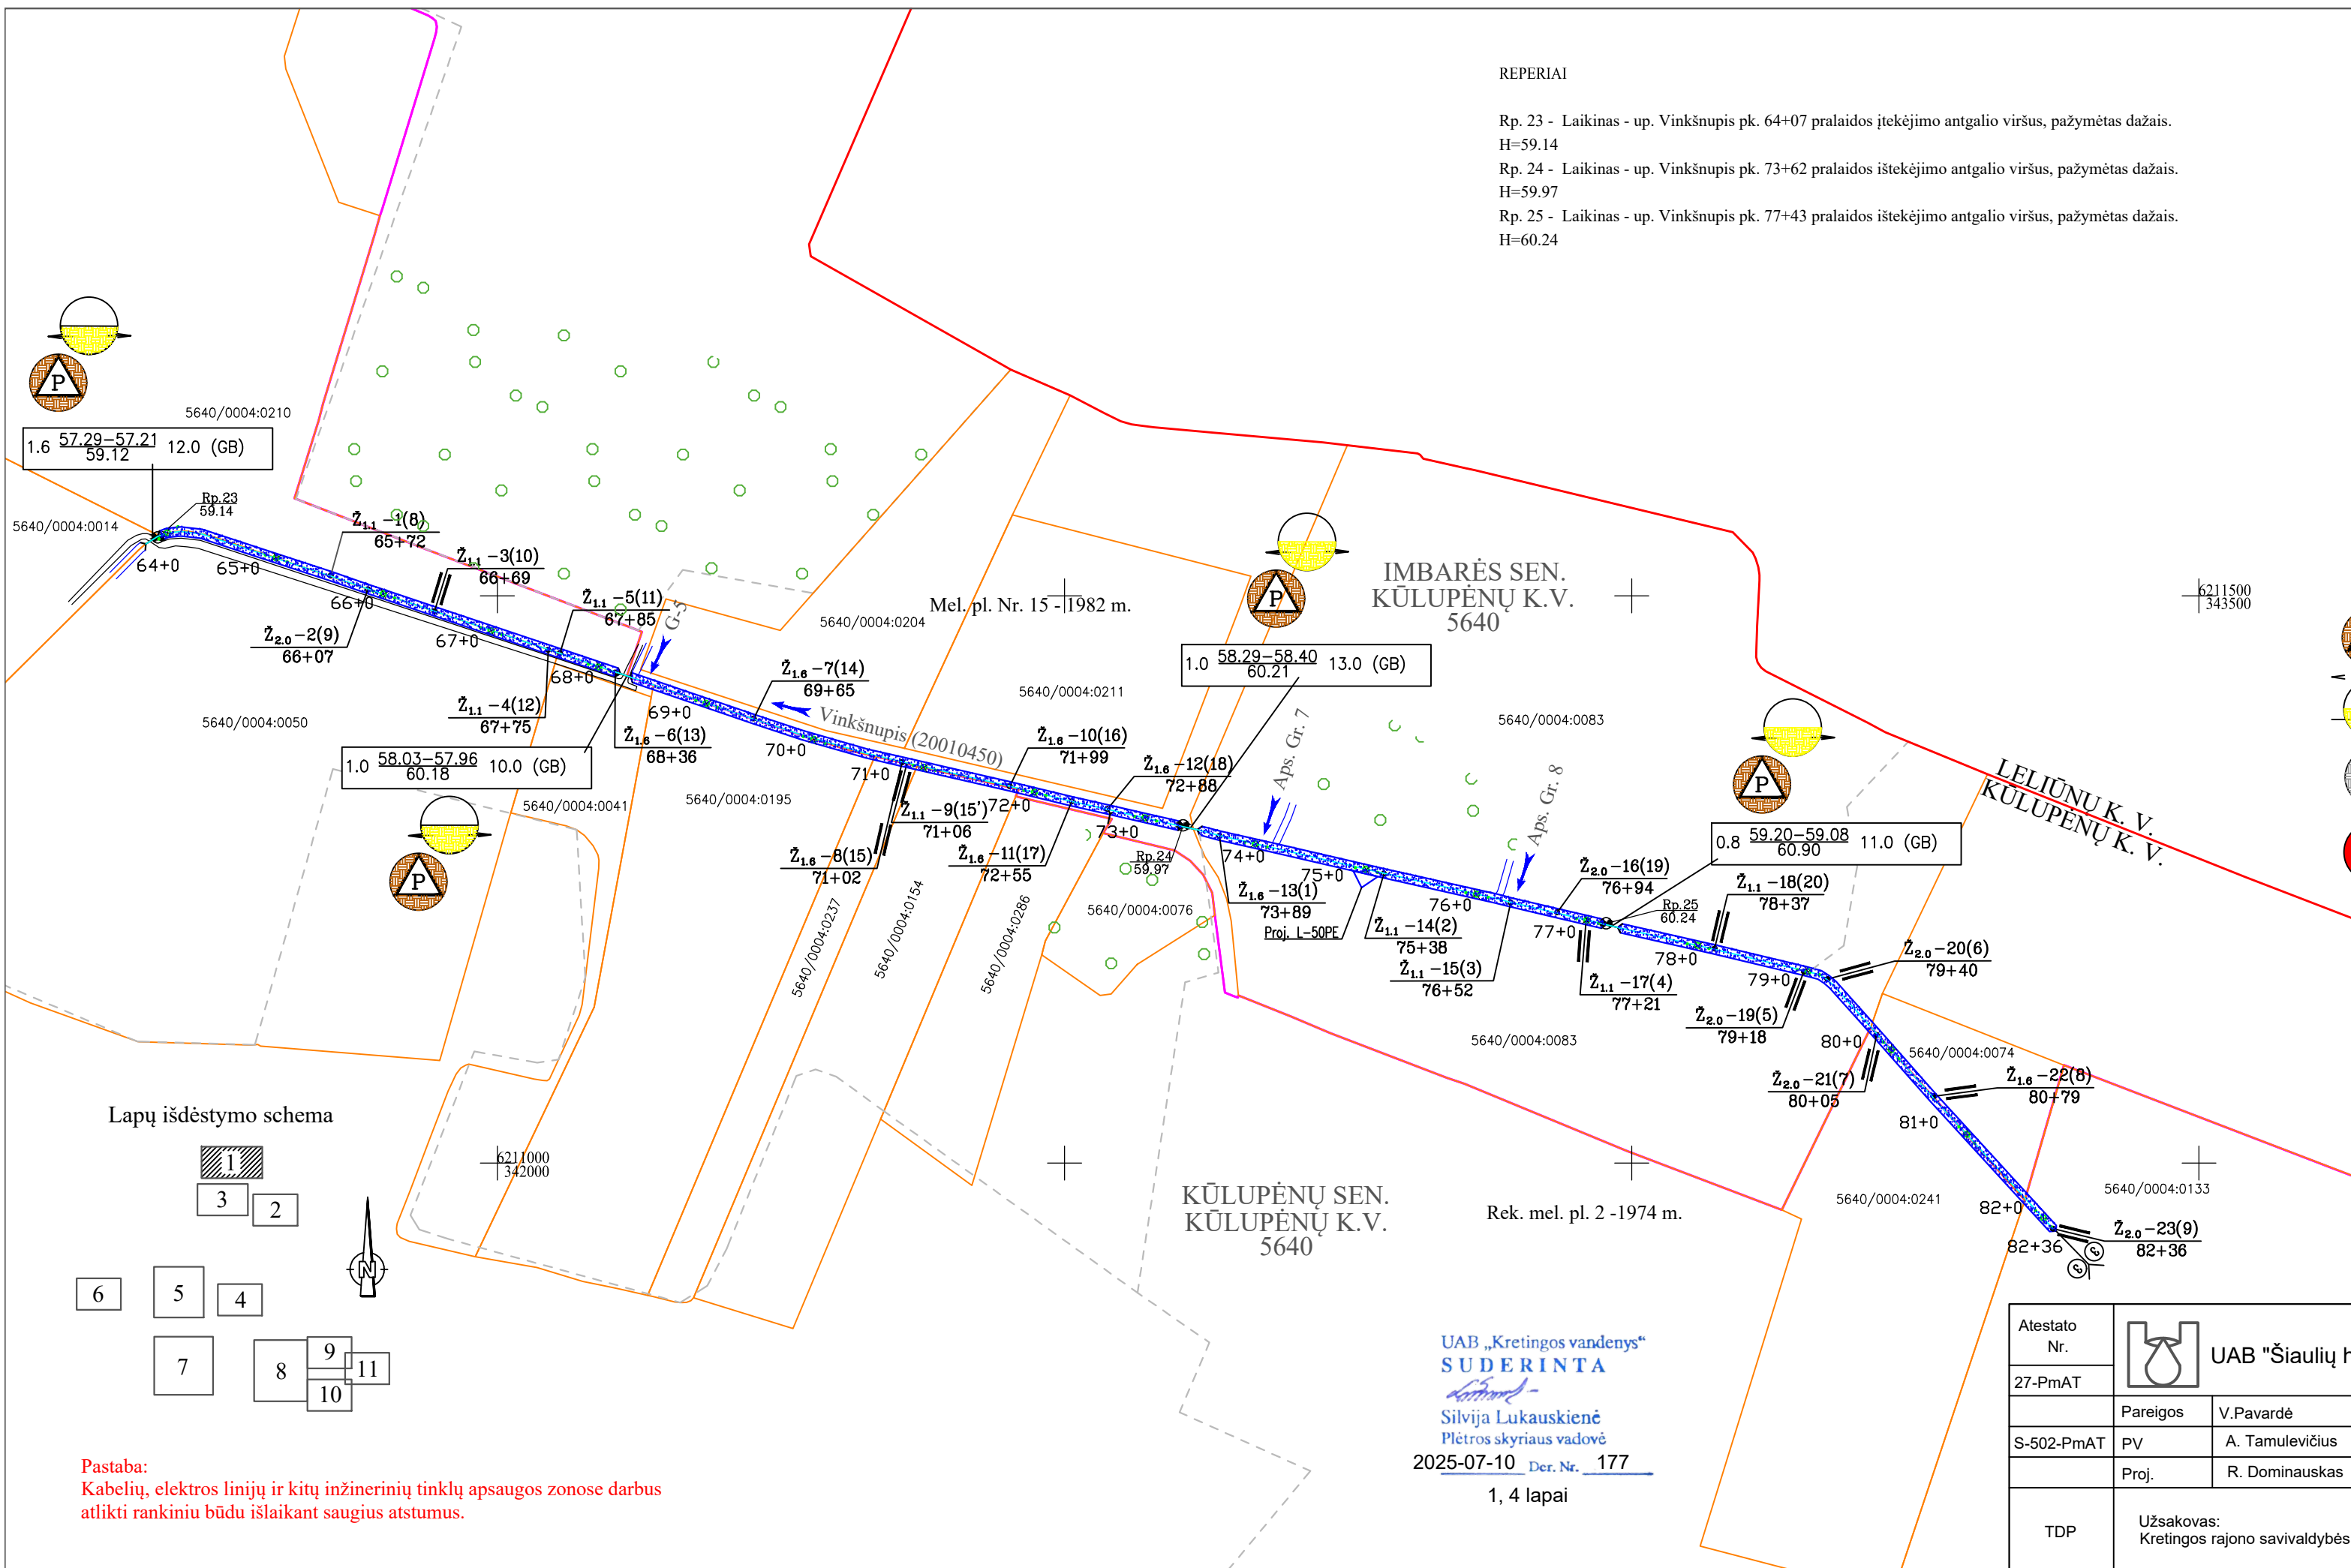 REPERIAI
Rp. 23 - Laikinas - up. Vinkšnupis pk. 64+07 pralaidos įtekėjimo antgalio viršus, pažymėtas dažais.
H=59.14
Rp. 24 - Laikinas - up. Vinkšnupis pk. 73+62 pralaidos ištekėjimo antgalio viršus, pažymėtas dažais.
H=59.97
Rp. 25 - Laikinas - up. Vinkšnupis pk. 77+43 pralaidos ištekėjimo antgalio viršus, pažymėtas dažais.
H=60.24
P
5640/0004:0210
1.6 57.29–57.21 12.0 (GB)
59.12
Rp.23
59.14
5640/0004:0014
64+0
65+0
Ž1.1 –1(8)
65+72
Ž1.1 –3(10)
66+69
66+0
Ž2.0 –2(9)
66+07
67+0
Ž1.1 –5(11)
67+85
G-5
68+0
Ž1.1 –4(12)
67+75
5640/0004:0050
1.0 58.03–57.96 10.0 (GB)
60.18
P
5640/0004:0041
Ž1.6 –6(13)
68+36
69+0
Ž1.6 –7(14)
69+65
Vinkšnupis (20010450)
70+0
5640/0004:0195
71+0
Mel. pl. Nr. 15 - 1982 m.
5640/0004:0204
5640/0004:0211
Ž1.6 –10(16)
71+99
Ž1.1 –9(15')
71+06
Ž1.6 –8(15)
71+02
72+0
Ž1.6 –11(17)
72+55
Ž1.6 –12(18)
72+88
73+0
Rp.24
59.97
5640/0004:0237
5640/0004:0154
5640/0004:0286
5640/0004:0076
P
IMBARĖS SEN.
KŪLUPĖNŲ K.V.
5640
1.0 58.29–58.40 13.0 (GB)
60.21
Aps. Gr. 7
5640/0004:0083
Aps. Gr. 8
74+0
Ž1.6 –13(1)
73+89
75+0
Proj. L–50PE
Ž1.1 –14(2)
75+38
76+0
Ž1.1 –15(3)
76+52
Ž2.0 –16(19)
76+94
77+0
Rp.25
60.24
Ž1.1 –17(4)
77+21
P
0.8 59.20–59.08 11.0 (GB)
60.90
Ž1.1 –18(20)
78+37
78+0
79+0
Ž2.0 –19(5)
79+18
Ž2.0 –20(6)
79+40
LELIŪNŲ K. V.
KŪLUPĖNŲ K. V.
6211500
343500
5640/0004:0083
80+0
5640/0004:0074
Ž2.0 –21(7)
80+05
Ž1.6 –22(8)
80+79
81+0
5640/0004:0241
5640/0004:0133
82+0
82+36
Ž2.0 –23(9)
82+36
3
3
Lapų išdėstymo schema
1
3
2
6
5
4
7
8
9
10
11
N
6211000
342000
KŪLUPĖNŲ SEN.
KŪLUPĖNŲ K.V.
5640
Rek. mel. pl. 2 -1974 m.
UAB „Kretingos vandenys“
SUDERINTA
Silvija Lukauskienė
Plėtros skyriaus vadovė
2025-07-10 Der. Nr. 177
1, 4 lapai
Pastaba:
Kabelių, elektros linijų ir kitų inžinerinių tinklų apsaugos zonose darbus
atlikti rankiniu būdu išlaikant saugius atstumus.
Atestato
Nr.
UAB "Šiaulių h
27-PmAT
Pareigos V.Pavardė
S-502-PmAT PV A. Tamulevičius
Proj. R. Dominauskas
TDP
Užsakovas:
Kretingos rajono savivaldybės